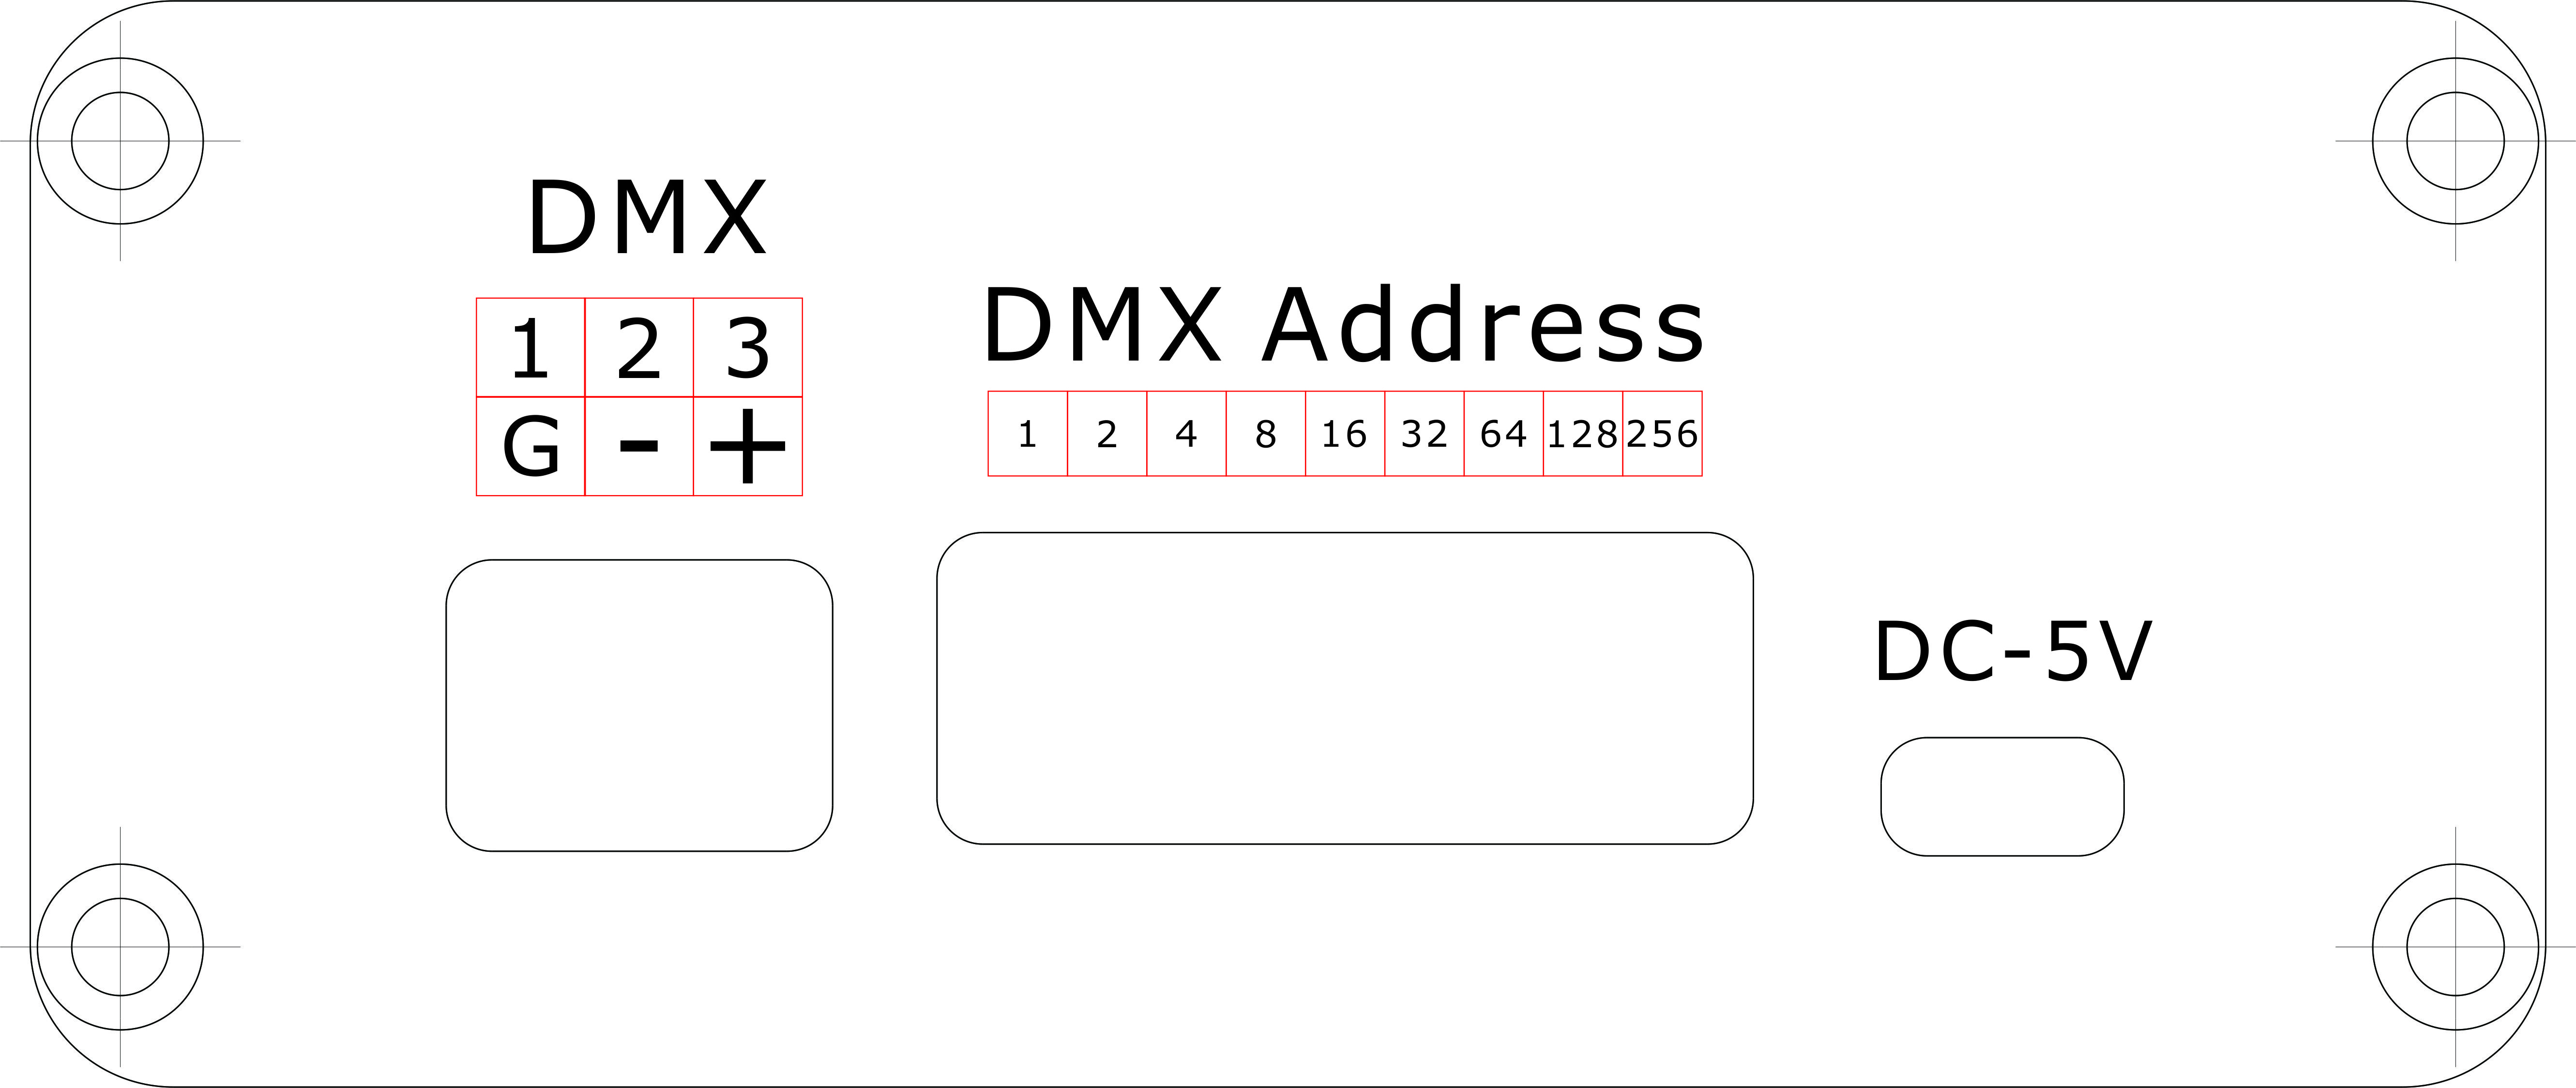 DMX
1 2 3
G - +
DMX Address
1 2 4 8 16 32 64 128 256
DC-5V